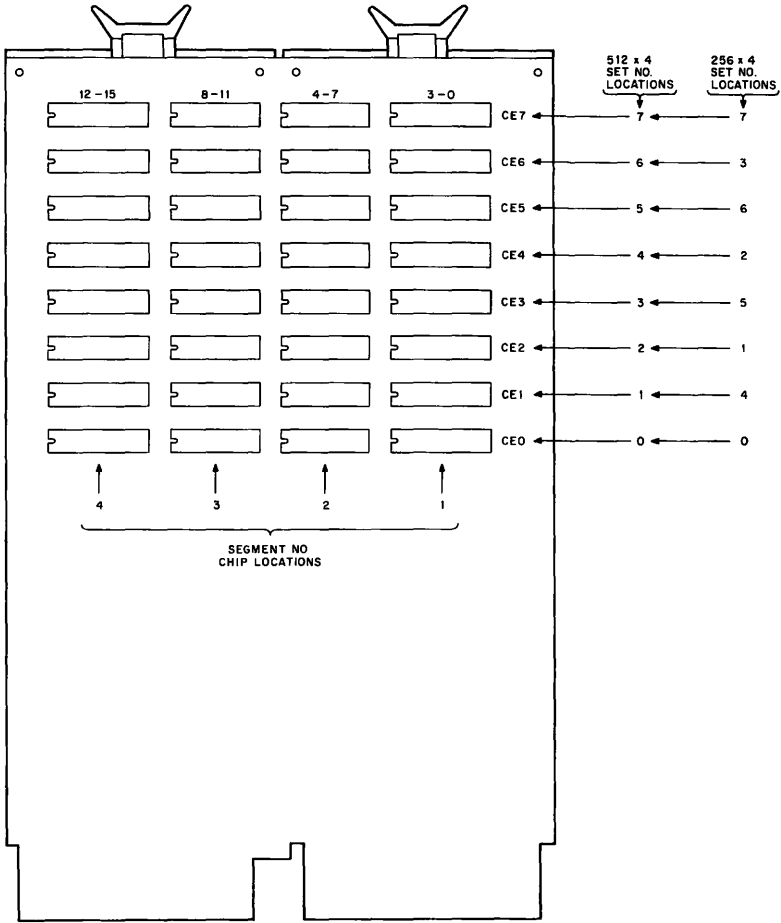 512 x 4 256 x 4
SET NO. SET NO.
LOCATIONS LOCATIONS
12-15 8-11 4-7 3-0
CE7 7 7
CE6 6 3
CE5 5 6
CE4 4 2
CE3 3 5
CE2 2 1
CE1 1 4
CE0 0 0
4 3 2 1
SEGMENT NO
CHIP LOCATIONS